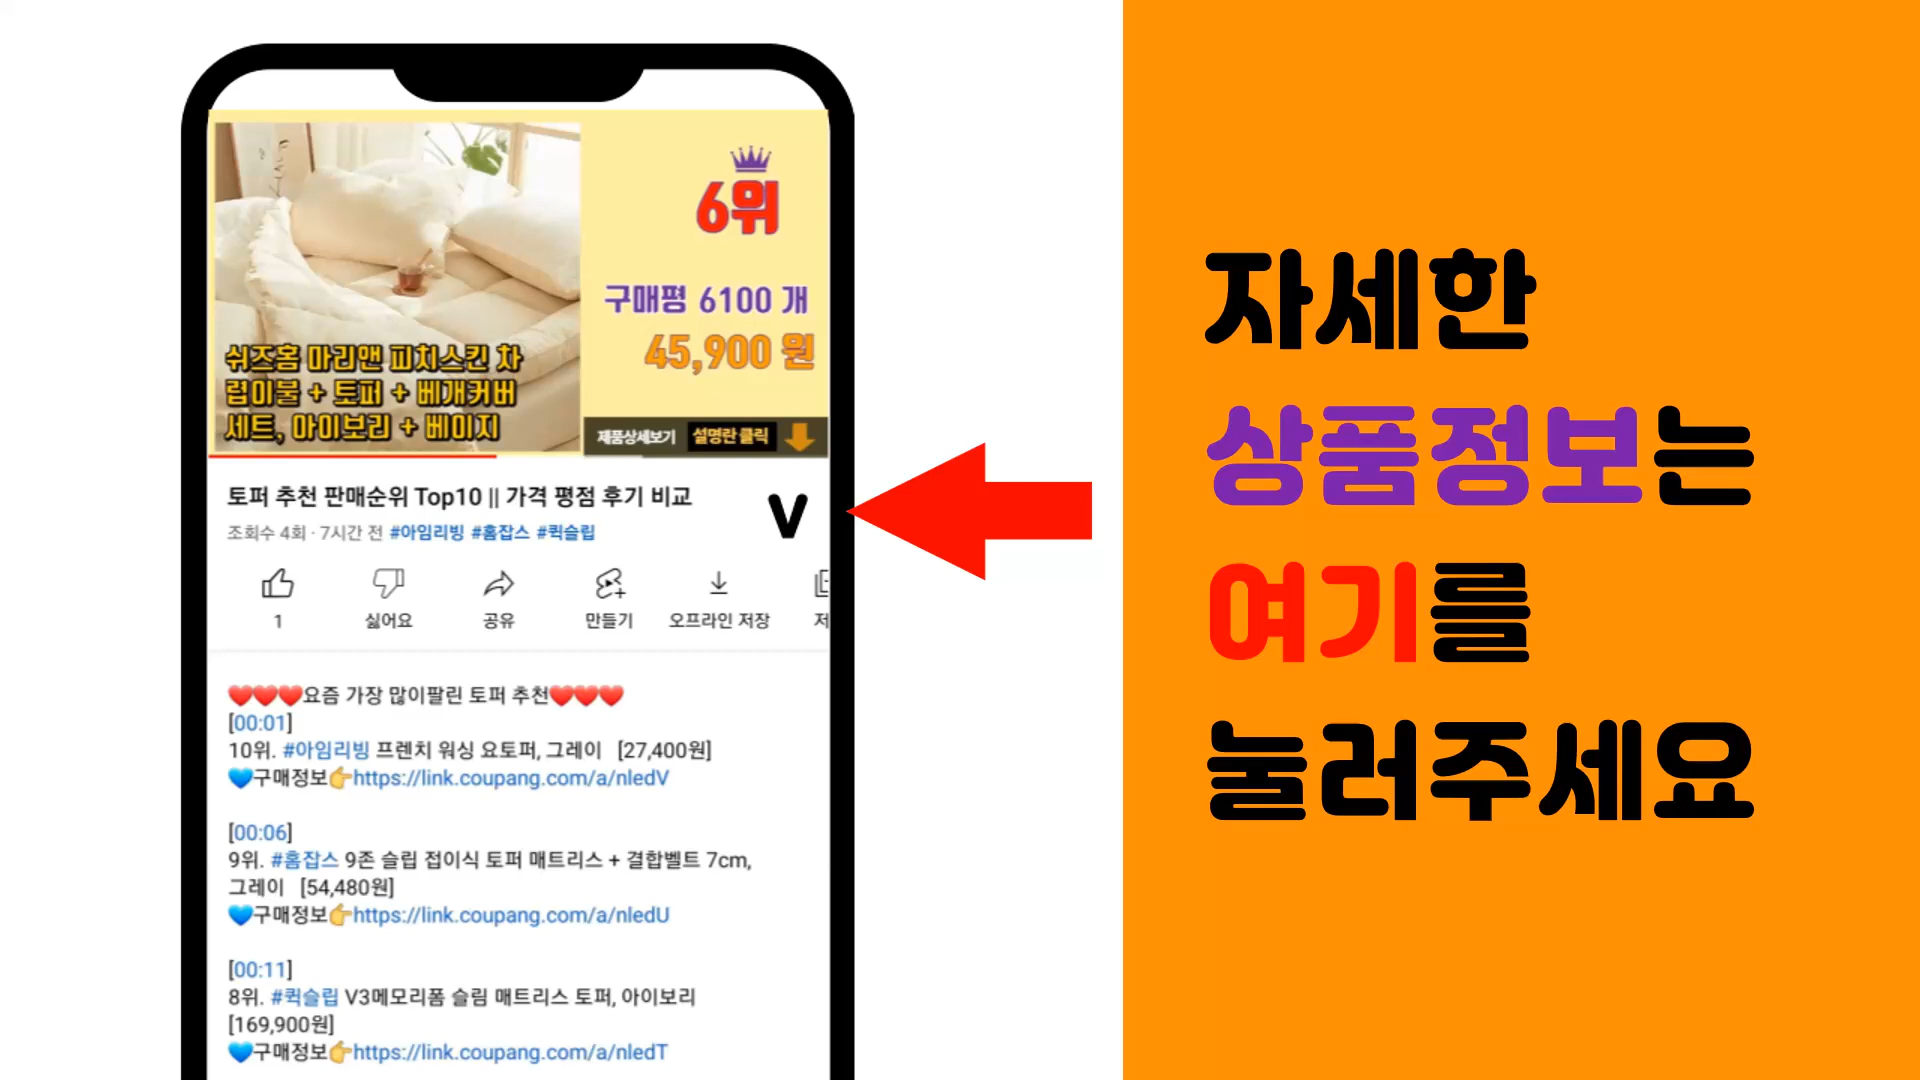 6위
구매평 6100 개
45,900 원
쉬즈홈 마리앤 피치스킨 차
렵이불 + 토퍼 + 베개커버
세트, 아이보리 + 베이지
제품상세보기 설명란 클릭
토퍼 추천 판매순위 Top10 || 가격 평점 후기 비교
V
조회수 4회 · 7시간 전 #아임리빙 #홈잡스 #퀵슬립
1 싫어요 공유 만들기 오프라인 저장 저
❤❤❤요즘 가장 많이팔린 토퍼 추천❤❤❤
[00:01]
10위. #아임리빙 프렌치 워싱 요토퍼, 그레이 [27,400원]
💙구매정보👉https://link.coupang.com/a/nledV
[00:06]
9위. #홈잡스 9존 슬립 접이식 토퍼 매트리스 + 결합벨트 7cm,
그레이 [54,480원]
💙구매정보👉https://link.coupang.com/a/nledU
[00:11]
8위. #퀵슬립 V3메모리폼 슬림 매트리스 토퍼, 아이보리
[169,900원]
💙구매정보👉https://link.coupang.com/a/nledT
자세한
상품정보는
여기를
눌러주세요